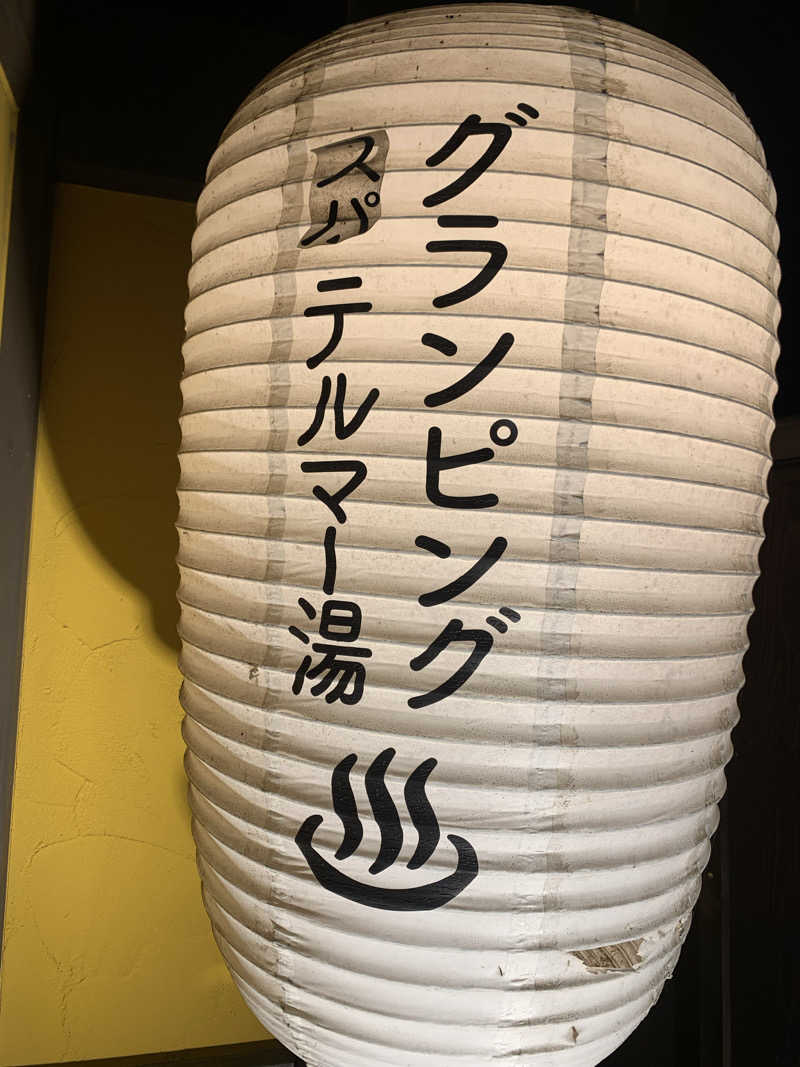 グランピング
スパ テルマー湯
♨